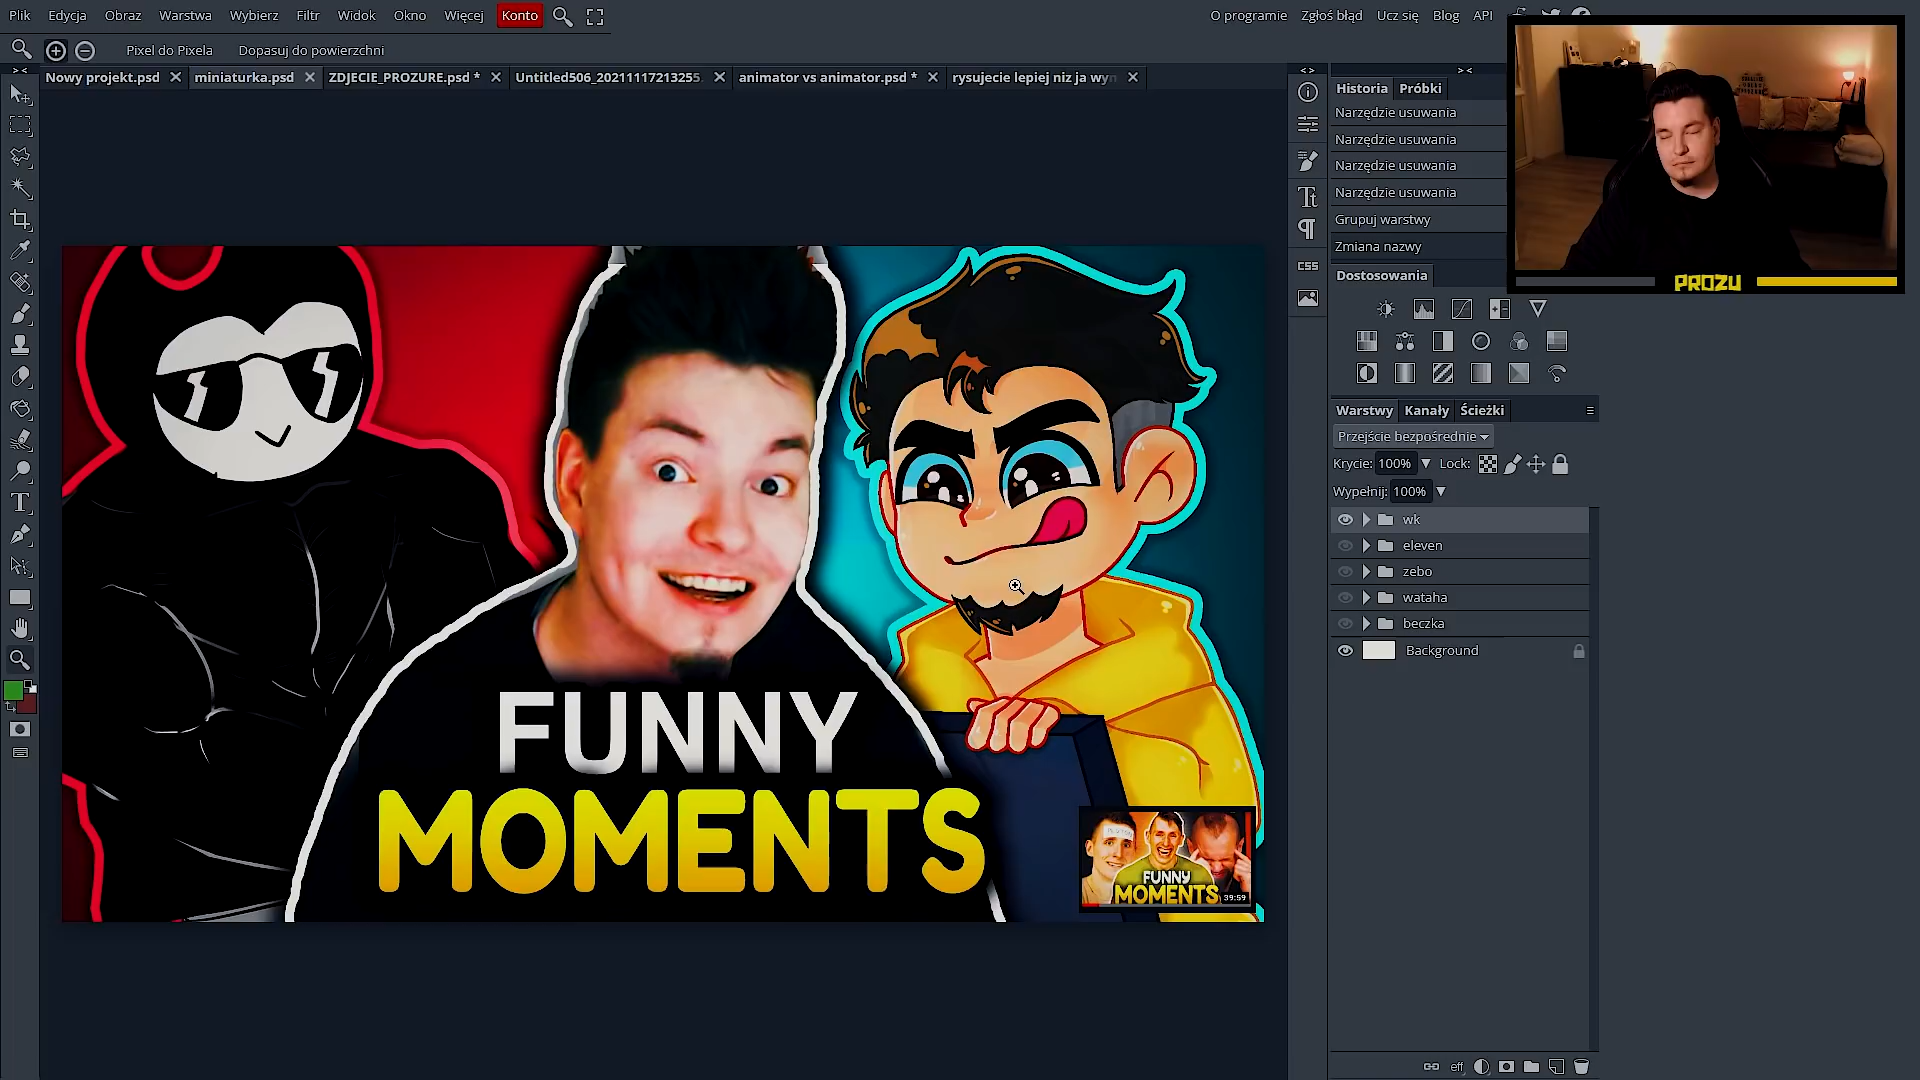 Plik Edycja Obraz Warstwa Wybierz Filtr Widok Okno Więcej Konto
O programie Zgłoś błąd Ucz się Blog API
Pixel do Pixela Dopasuj do powierzchni
Nowy projekt.psd miniaturka.psd ZDJECIE_PROZURE.psd * Untitled506_20211117213255. animator vs animator.psd * rysujecie lepiej niz ja wyn
Historia Próbki
Narzędzie usuwania
Narzędzie usuwania
Narzędzie usuwania
Narzędzie usuwania
Grupuj warstwy
Zmiana nazwy
PROZU
Dostosowania
CSS
Warstwy Kanały Ścieżki
Przejście bezpośrednie
Krycie: 100% Lock:
Wypełnij: 100%
wk
eleven
zebo
wataha
beczka
Background
FUNNY
MOMENTS
FUNNY
MOMENTS 39:59
eff